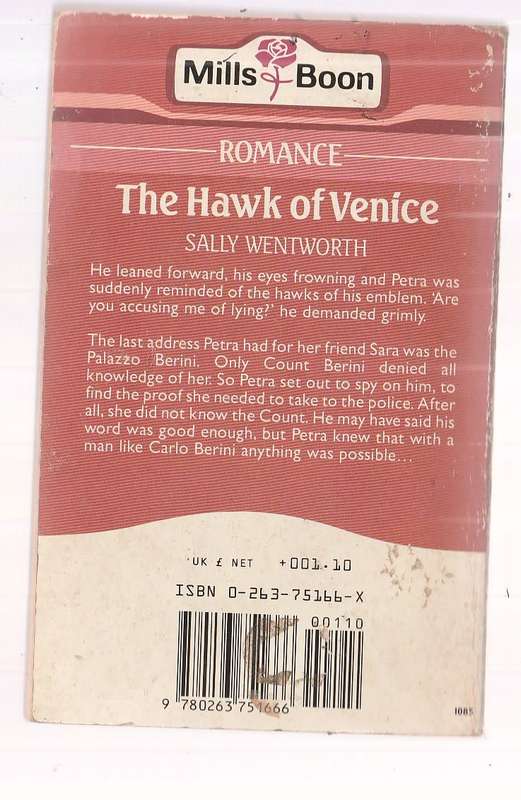 Mills & Boon
ROMANCE
The Hawk of Venice
SALLY WENTWORTH
He leaned forward, his eyes frowning and Petra was
suddenly reminded of the hawks of his emblem. 'Are
you accusing me of lying?' he demanded grimly.
The last address Petra had for her friend Sara was the
Palazzo Berini. Only Count Berini denied all
knowledge of her. So Petra set out to spy on him, to
find the proof she needed to take to the police. After
all, she did not know the Count. He may have said his
word was good enough, but Petra knew that with a
man like Carlo Berini anything was possible...
UK £ NET +001.10
ISBN 0-263-75166-X
00110
9 780263 751666
1085